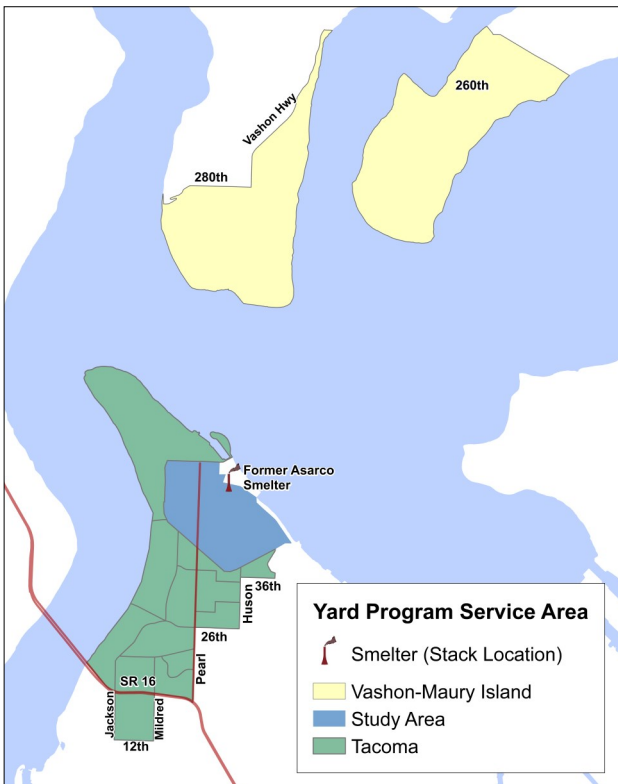 260th
Vashon Hwy
280th
Former Asarco
Smelter
36th
Huson
26th
Pearl
SR 16
Jackson
Mildred
12th
Yard Program Service Area
Smelter (Stack Location)
Vashon-Maury Island
Study Area
Tacoma